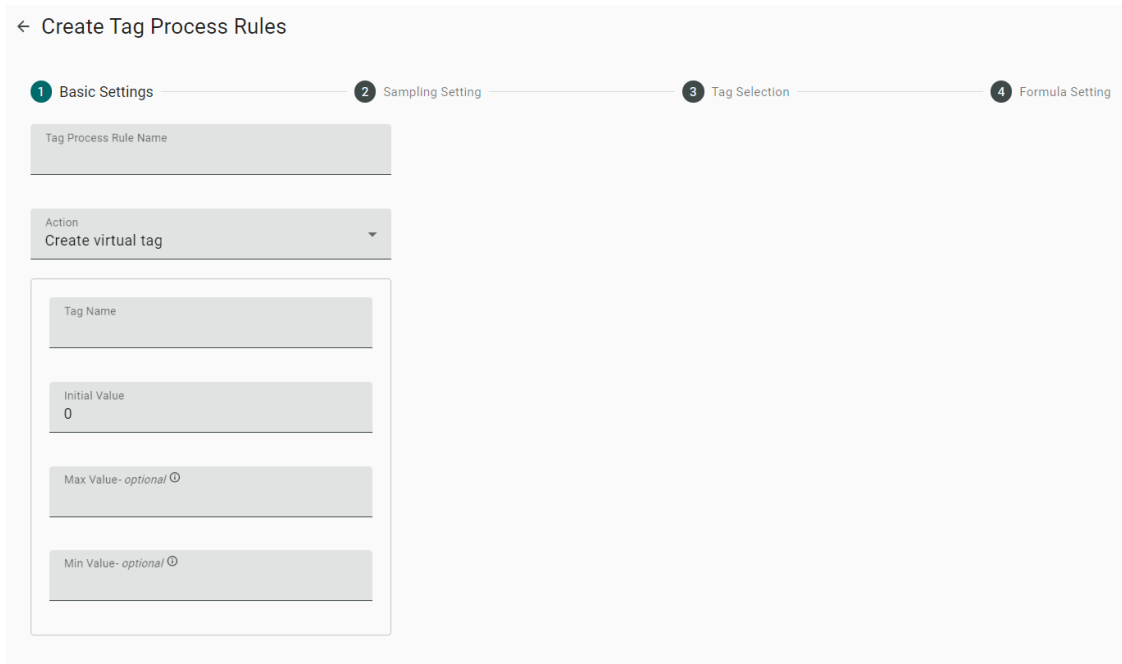 ← Create Tag Process Rules
1 Basic Settings 2 Sampling Setting 3 Tag Selection 4 Formula Setting
Tag Process Rule Name
Action
Create virtual tag
Tag Name
Initial Value
0
Max Value- optional
Min Value- optional